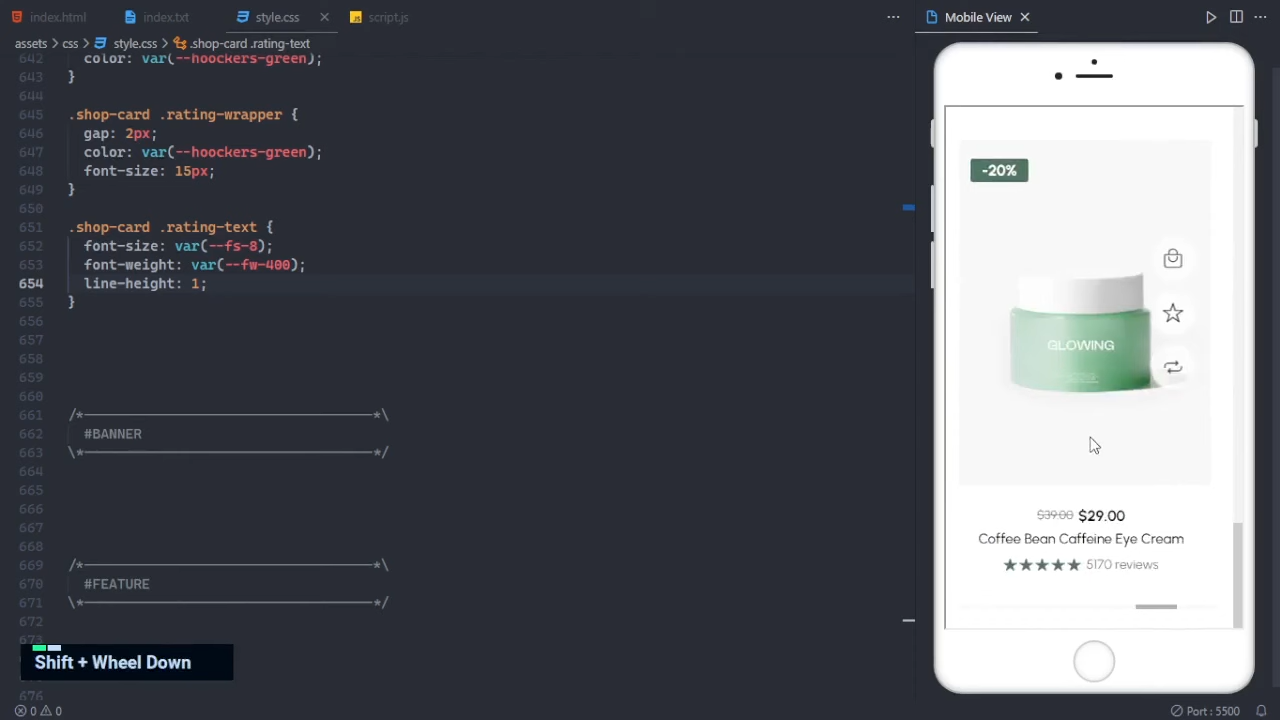 index.html
index.txt
style.css
script.js
Mobile View
assets > css > style.css > .shop-card .rating-text
642 color: var(--hoockers-green);
643 }
644
645 .shop-card .rating-wrapper {
646 gap: 2px;
647 color: var(--hoockers-green);
648 font-size: 15px;
649 }
650
651 .shop-card .rating-text {
652 font-size: var(--fs-8);
653 font-weight: var(--fw-400);
654 line-height: 1;
655 }
656
657
658
659
660
661 /*-----------------------------------*\
662 #BANNER
663 \*-----------------------------------*/
664
665
666
667
668
669 /*-----------------------------------*\
670 #FEATURE
671 \*-----------------------------------*/
672
673
676
Shift + Wheel Down
0 0
Port : 5500
-20%
GLOWING
$39.00 $29.00
Coffee Bean Caffeine Eye Cream
★★★★★ 5170 reviews